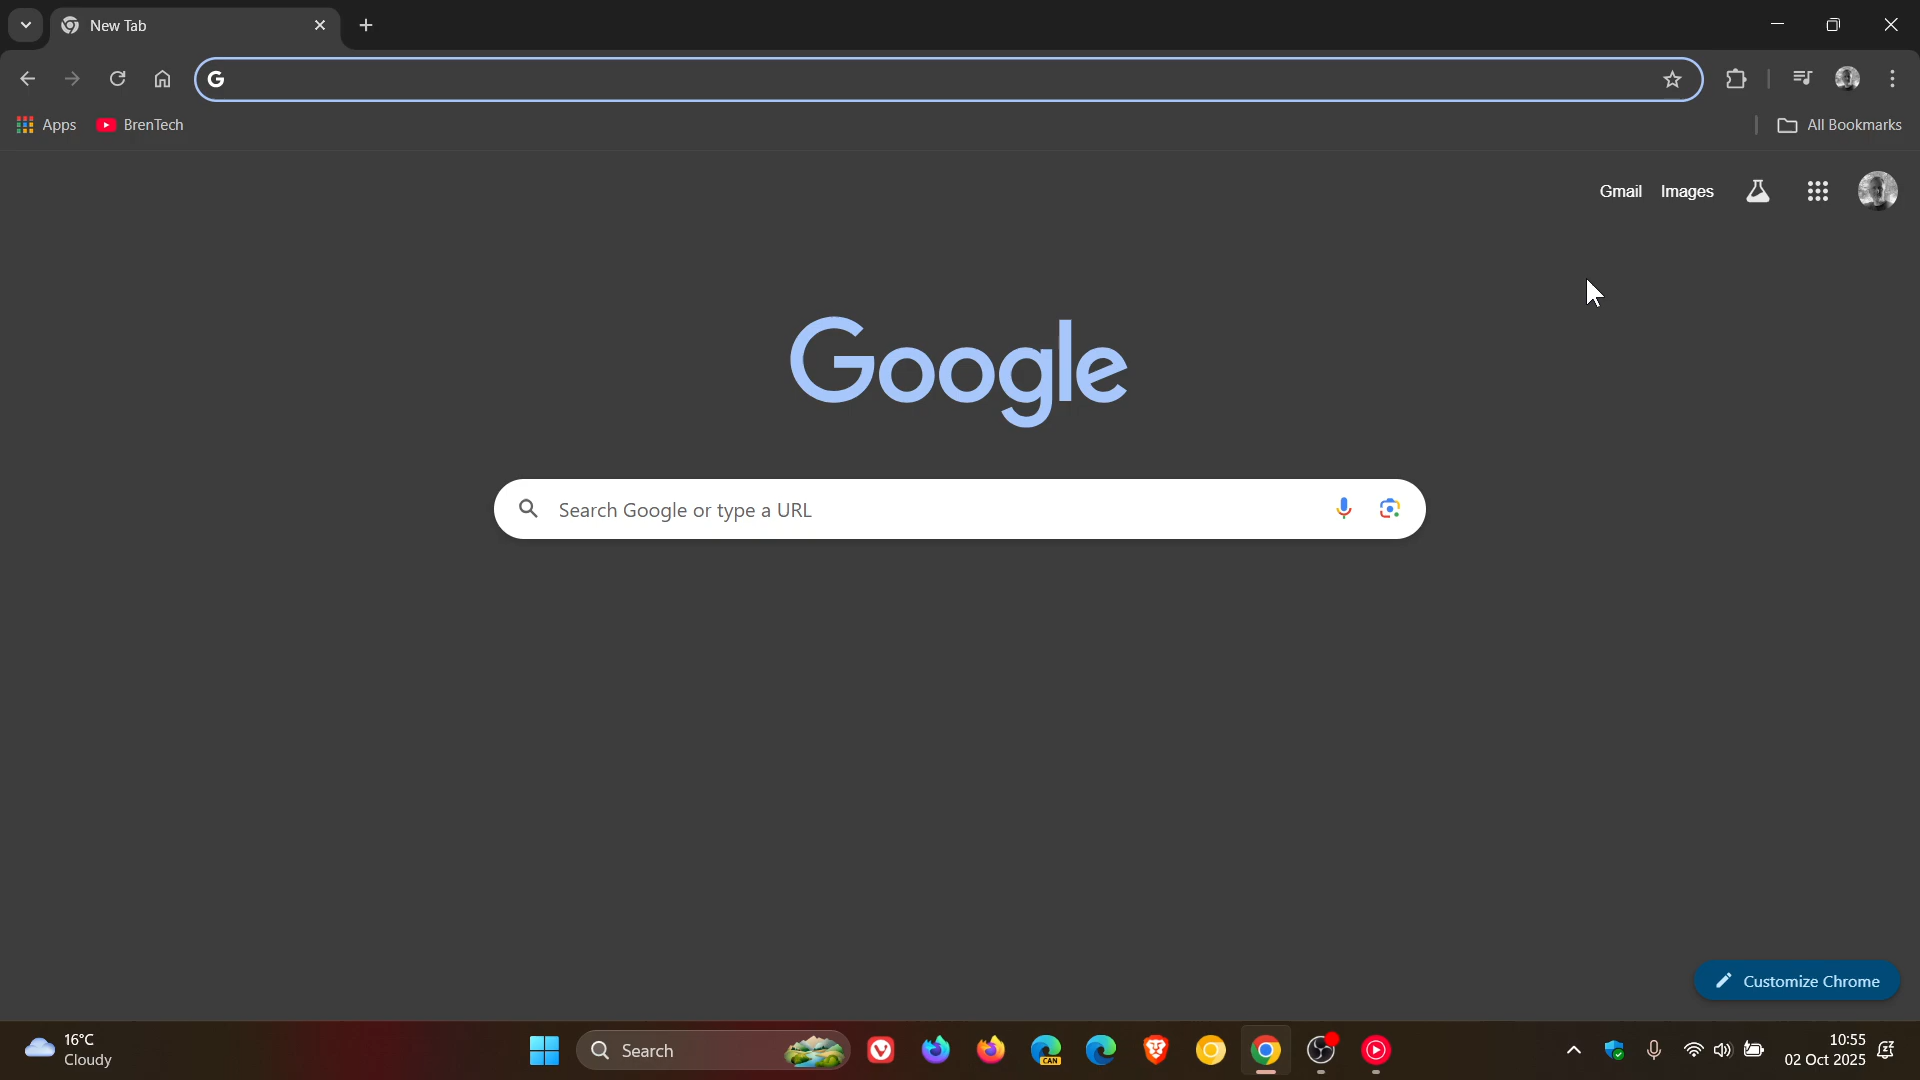 New Tab
Apps
BrenTech
All Bookmarks
Gmail
Images
Google
Search Google or type a URL
Customize Chrome
16°C
Cloudy
Search
CAN
10:55
02 Oct 2025